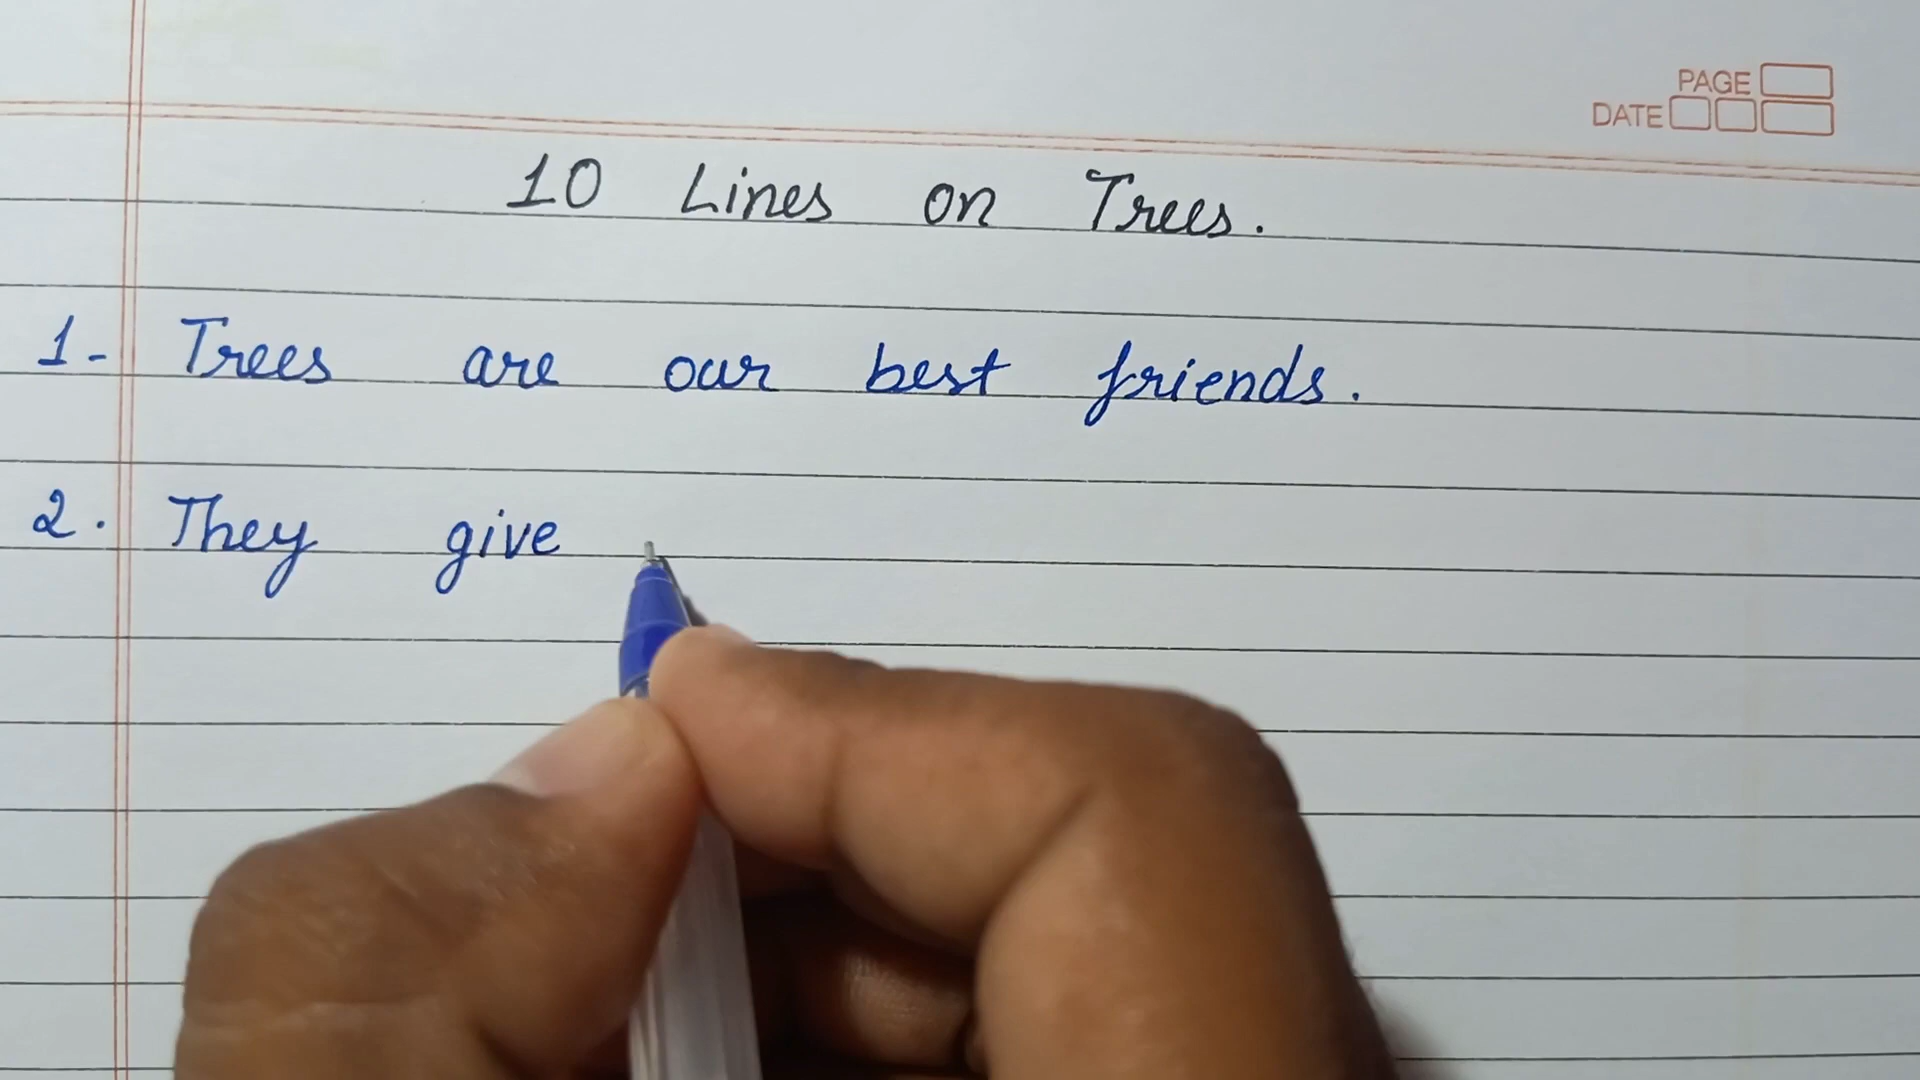 PAGE
DATE
10 Lines on Trees.
1- Trees are our best friends.
2. They give